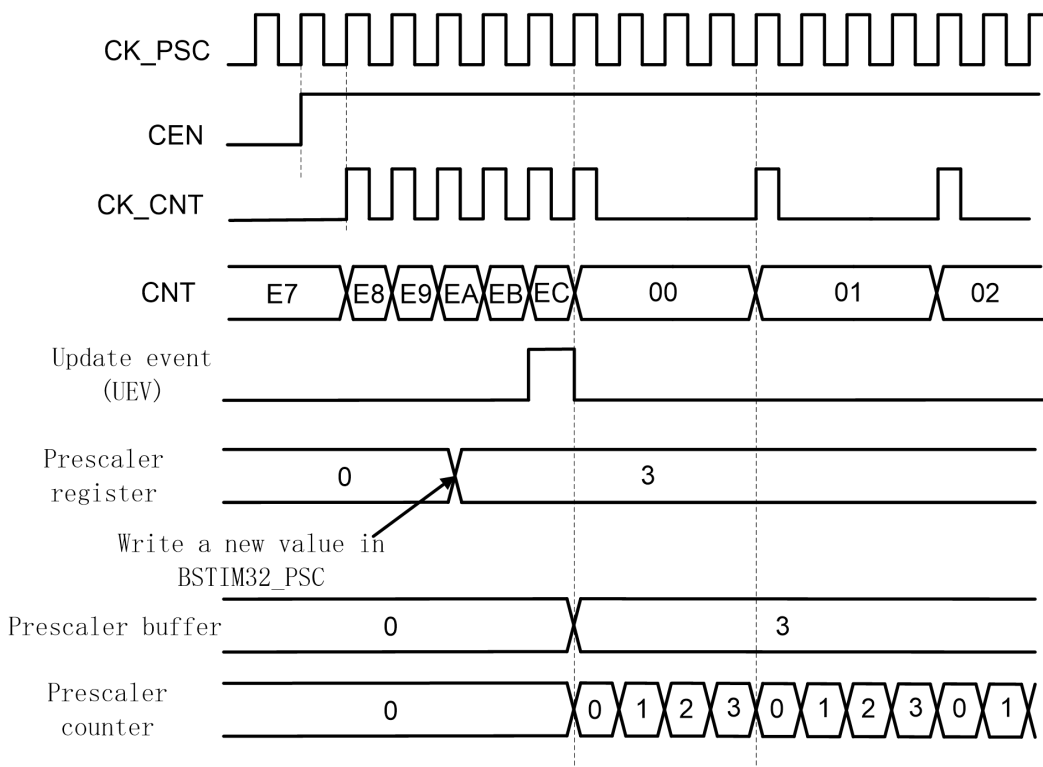 CK_PSC
CEN
CK_CNT
CNT E7 E8 E9 EA EB EC 00 01 02
Update event
(UEV)
Prescaler
register
0 3
Write a new value in
BSTIM32_PSC
Prescaler buffer 0 3
Prescaler
counter
0 0 1 2 3 0 1 2 3 0 1